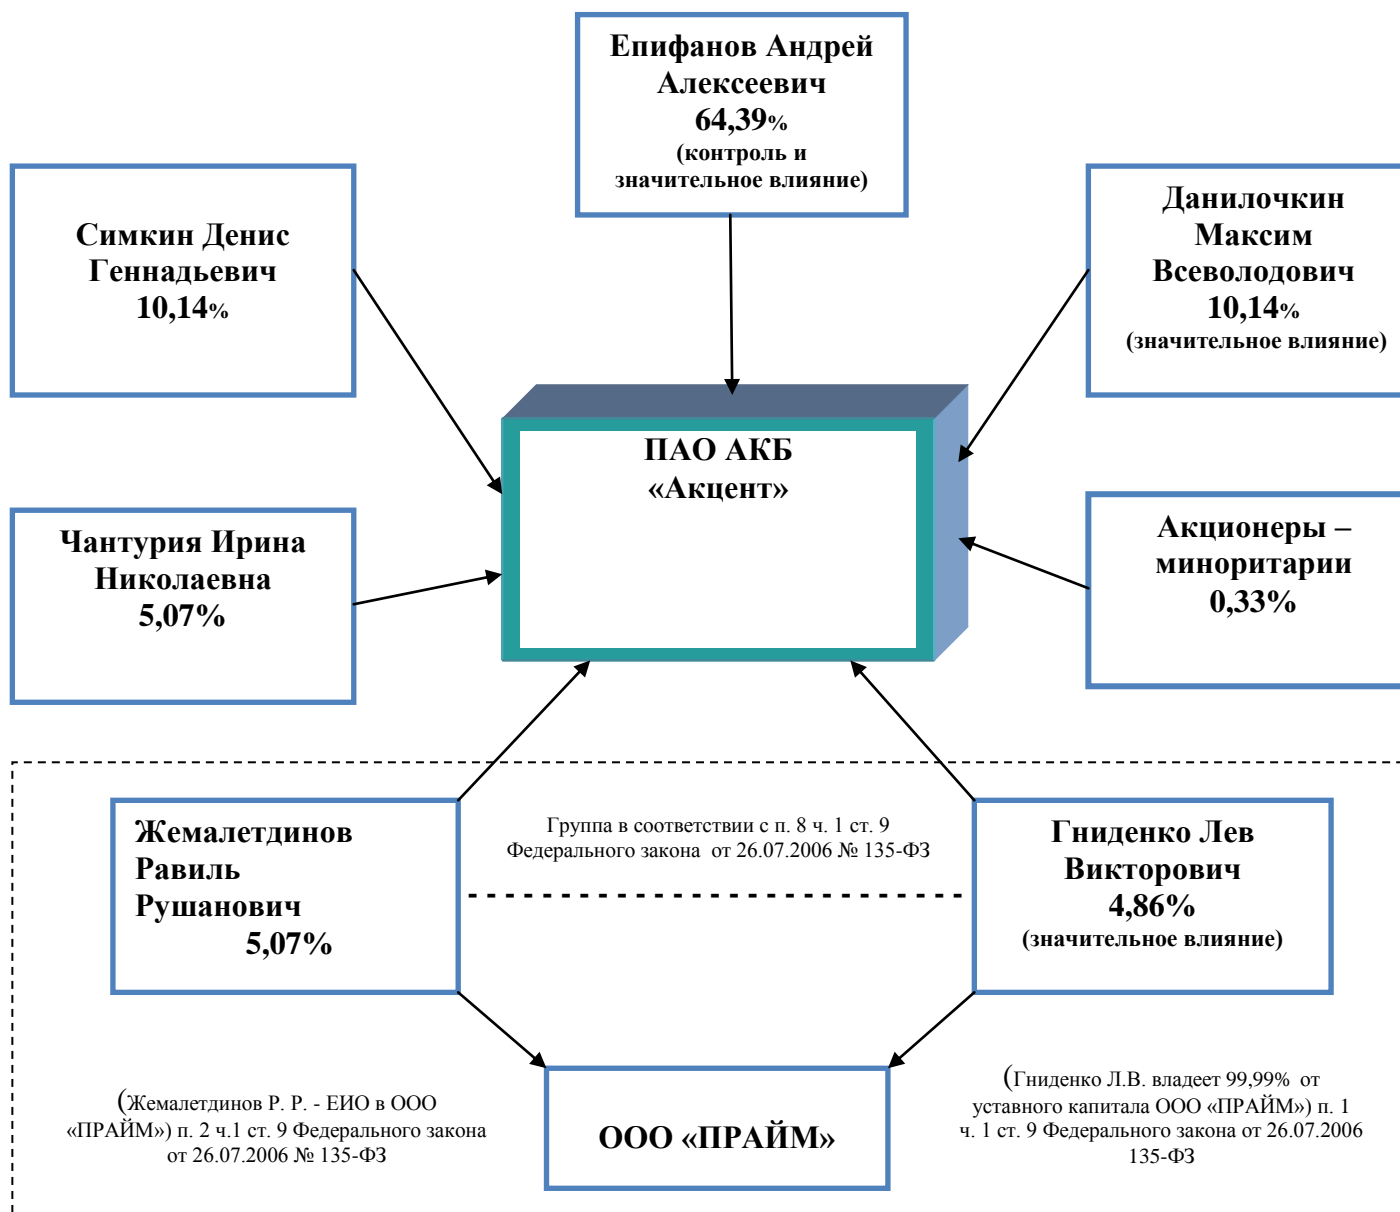 Епифанов Андрей
Алексеевич
64,39%
(контроль и
значительное влияние)
Симкин Денис
Геннадьевич
10,14%
Данилочкин
Максим
Всеволодович
10,14%
(значительное влияние)
ПАО АКБ
«Акцент»
Чантурия Ирина
Николаевна
5,07%
Акционеры –
миноритарии
0,33%
Жемалетдинов
Равиль
Рушанович
5,07%
Группа в соответствии с п. 8 ч. 1 ст. 9
Федерального закона от 26.07.2006 № 135-ФЗ
Гниденко Лев
Викторович
4,86%
(значительное влияние)
(Жемалетдинов Р. Р. - ЕИО в ООО
«ПРАЙМ») п. 2 ч.1 ст. 9 Федерального закона
от 26.07.2006 № 135-ФЗ
ООО «ПРАЙМ»
(Гниденко Л.В. владеет 99,99% от
уставного капитала ООО «ПРАЙМ») п. 1
ч. 1 ст. 9 Федерального закона от 26.07.2006
135-ФЗ